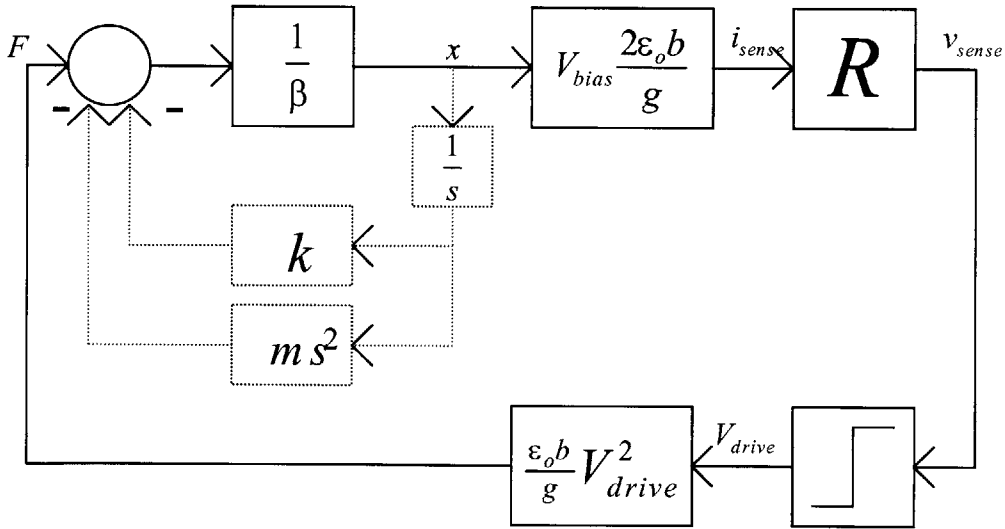 F
1/β
x
V_bias 2ε_o b/g
i_sense
R
v_sense
- -
1/s
k
m s²
ε_o b/g V²_drive
V_drive